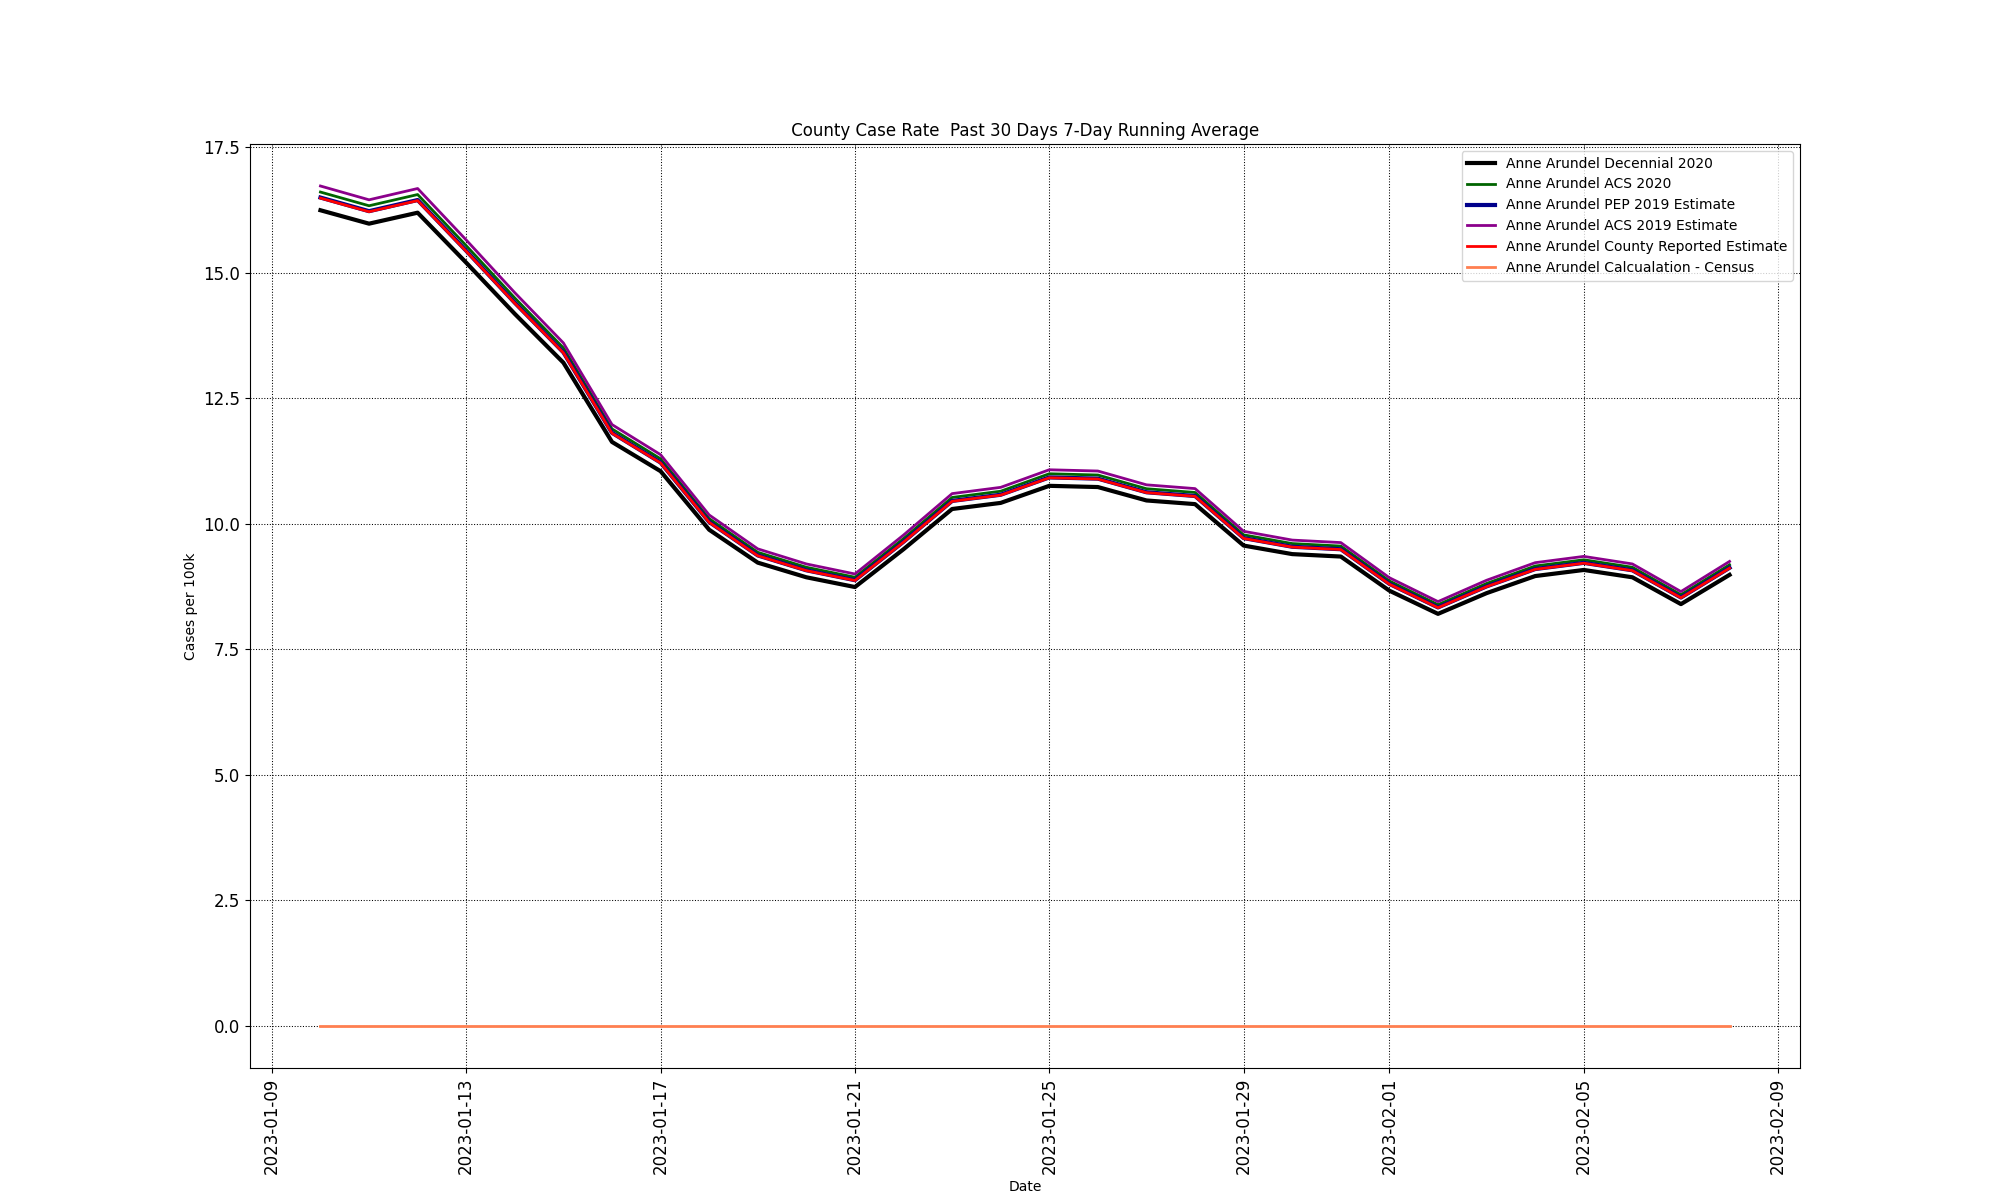 County Case Rate  Past 30 Days 7-Day Running Average
Anne Arundel Decennial 2020
Anne Arundel ACS 2020
Anne Arundel PEP 2019 Estimate
Anne Arundel ACS 2019 Estimate
Anne Arundel County Reported Estimate
Anne Arundel Calcualation - Census
17.5
15.0
12.5
10.0
7.5
5.0
2.5
0.0
Cases per 100k
2023-01-09
2023-01-13
2023-01-17
2023-01-21
2023-01-25
2023-01-29
2023-02-01
2023-02-05
2023-02-09
Date